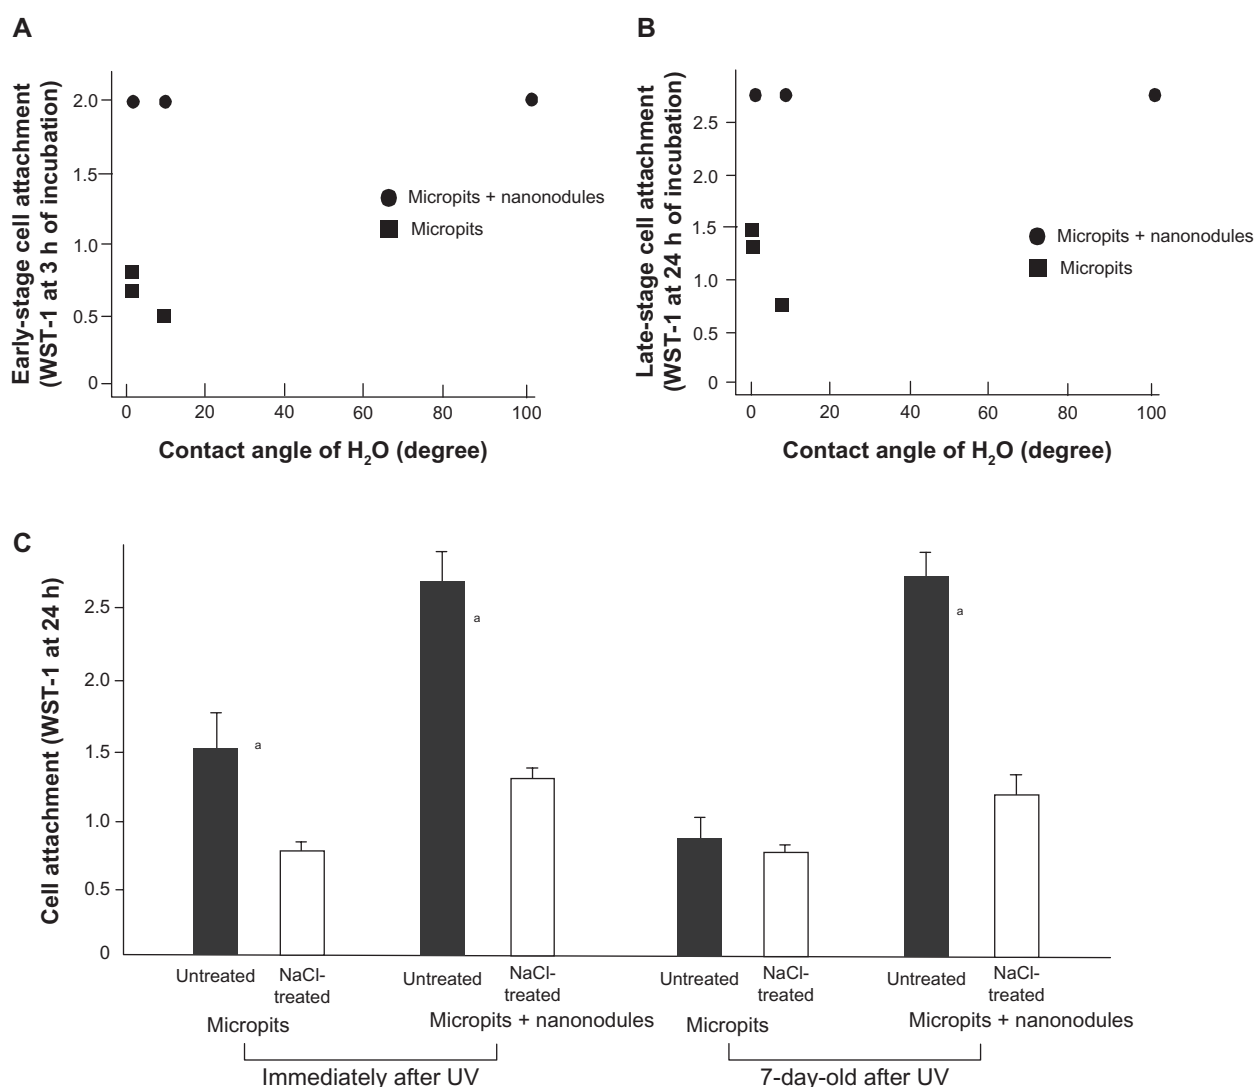 A
Early-stage cell attachment
(WST-1 at 3 h of incubation)
2.0
1.5
1.0
0.5
0
0 20 40 60 80 100
Contact angle of H2O (degree)
Micropits + nanonodules
Micropits
B
Late-stage cell attachment
(WST-1 at 24 h of incubation)
2.5
2.0
1.5
1.0
0.5
0
0 20 40 60 80 100
Contact angle of H2O (degree)
Micropits + nanonodules
Micropits
C
Cell attachment (WST-1 at 24 h)
2.5
2.0
1.5
1.0
0.5
0
a
a
a
Untreated
NaCl-
treated
Untreated
NaCl-
treated
Untreated
NaCl-
treated
Untreated
NaCl-
treated
Micropits
Micropits + nanonodules
Micropits
Micropits + nanonodules
Immediately after UV
7-day-old after UV